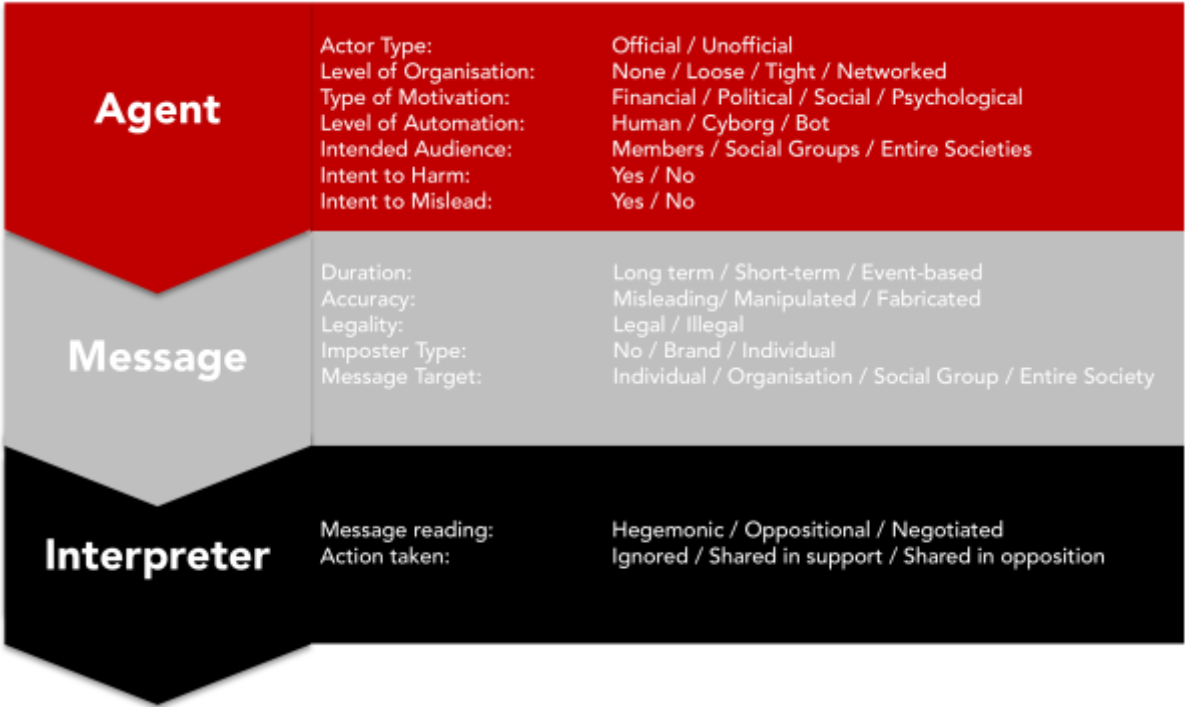 Agent
Actor Type: Official / Unofficial
Level of Organisation: None / Loose / Tight / Networked
Type of Motivation: Financial / Political / Social / Psychological
Level of Automation: Human / Cyborg / Bot
Intended Audience: Members / Social Groups / Entire Societies
Intent to Harm: Yes / No
Intent to Mislead: Yes / No
Message
Duration: Long term / Short-term / Event-based
Accuracy: Misleading/ Manipulated / Fabricated
Legality: Legal / Illegal
Imposter Type: No / Brand / Individual
Message Target: Individual / Organisation / Social Group / Entire Society
Interpreter
Message reading: Hegemonic / Oppositional / Negotiated
Action taken: Ignored / Shared in support / Shared in opposition